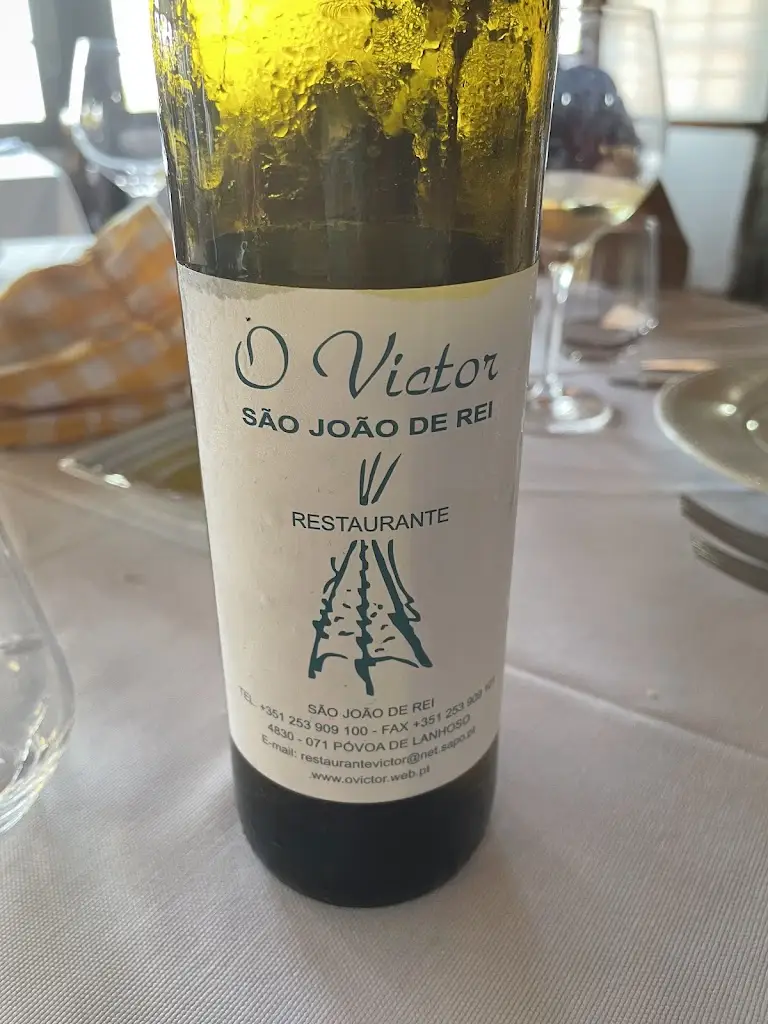 O Victor
SÃO JOÃO DE REI
RESTAURANTE
SÃO JOÃO DE REI
TEL. +351 253 909 100 - FAX +351 253 909 101
4830 - 071 PÓVOA DE LANHOSO
E-mail: restaurantevictor@net.sapo.pt
www.ovictor.web.pt